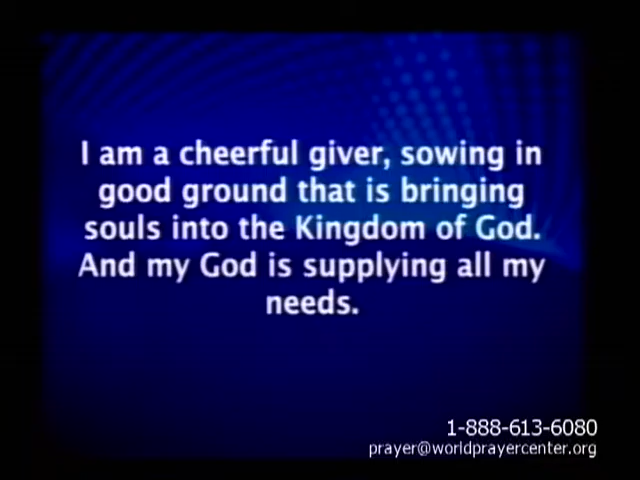 I am a cheerful giver, sowing in
good ground that is bringing
souls into the Kingdom of God.
And my God is supplying all my
needs.
1-888-613-6080
prayer@worldprayercenter.org